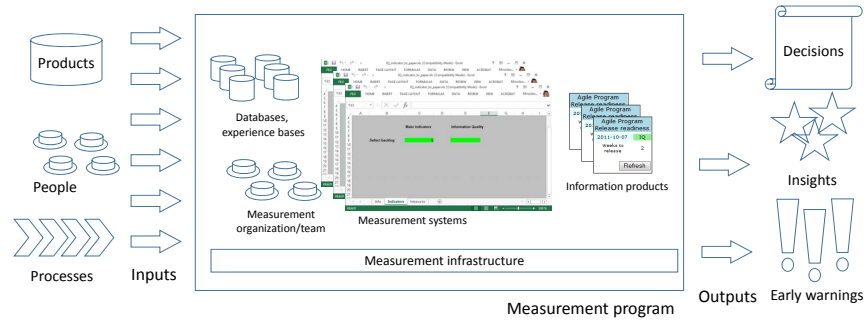 Products
People
Processes
Inputs
Databases,
experience bases
Measurement
organization/team
Main Indicators
Information Quality
Defect backlog
Info
Indicators
Measurement systems
Agile Program
Release readiness
2011-10-07
IQ
Weeks to
release
2
Refresh
Information products
Measurement infrastructure
Measurement program
Outputs
Decisions
Insights
Early warnings